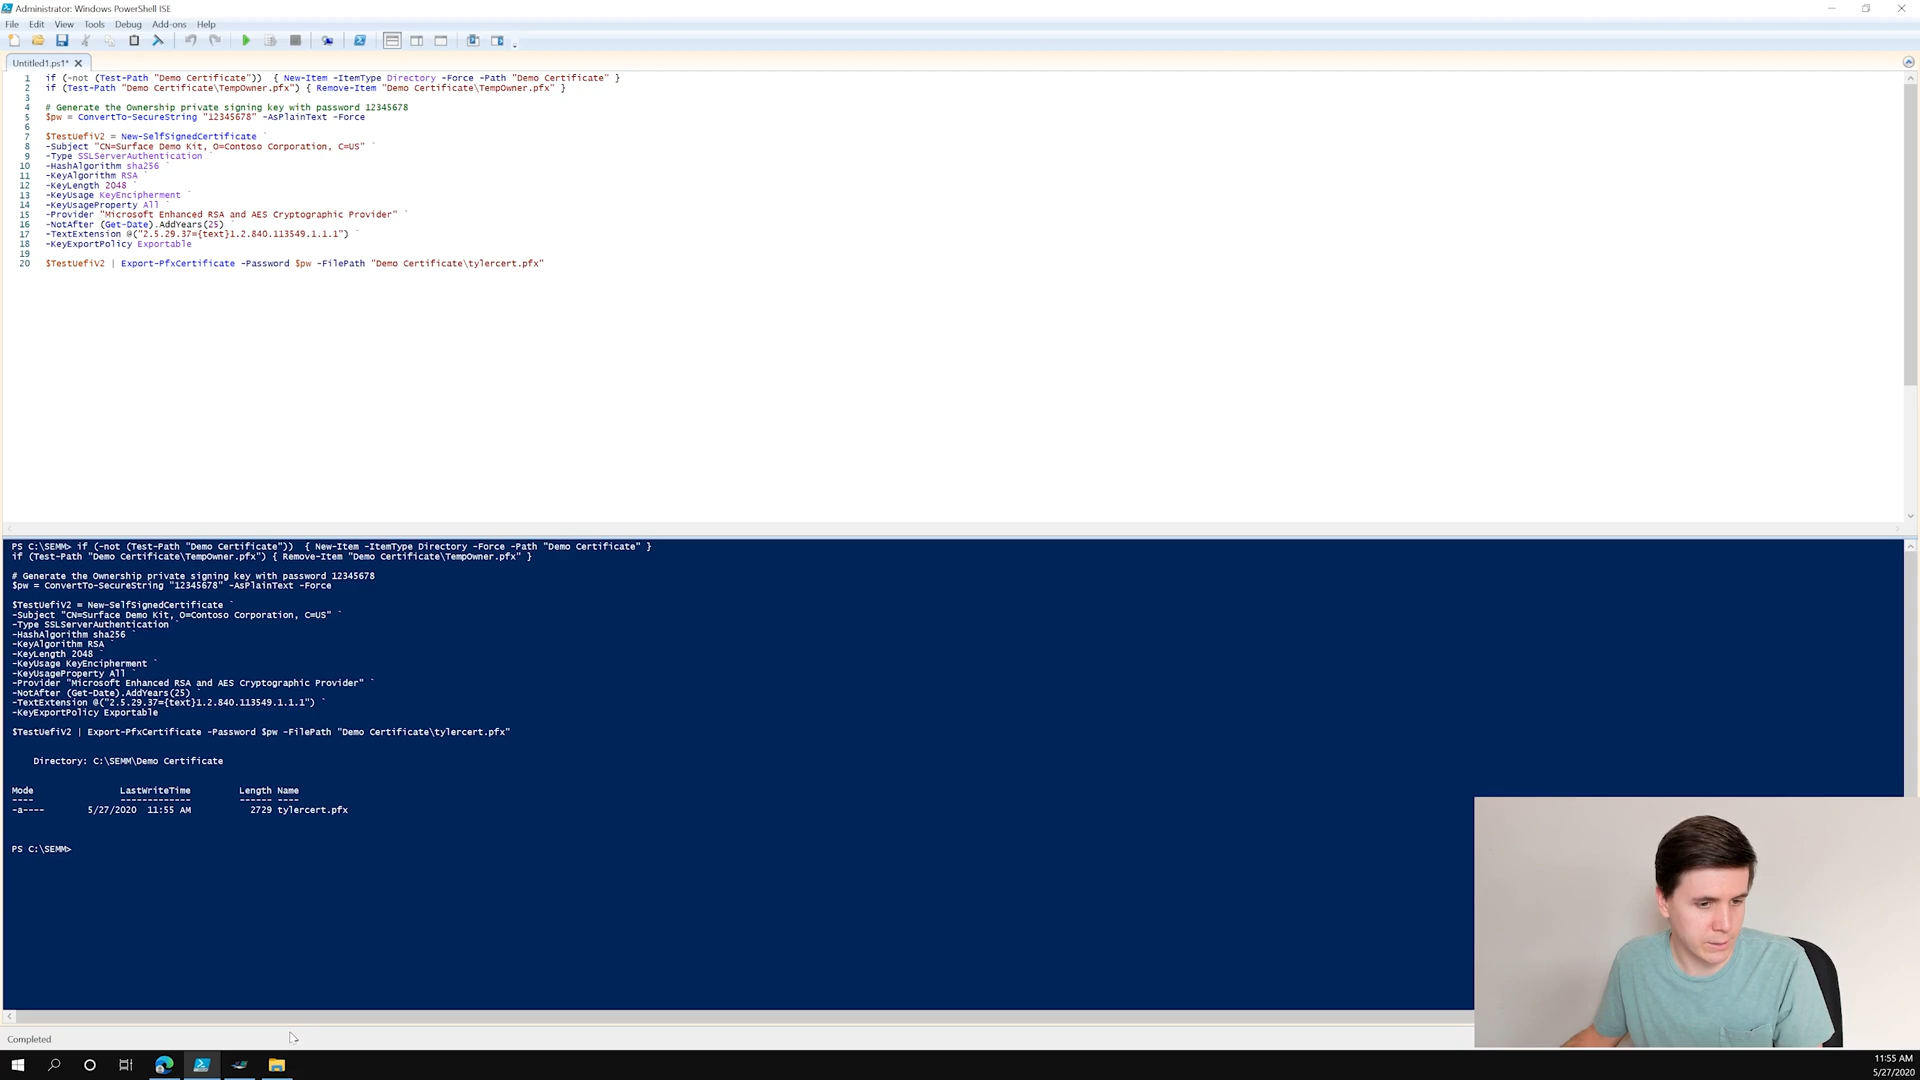 Administrator: Windows PowerShell ISE
File Edit View Tools Debug Add-ons Help
Untitled1.ps1*
1 if (-not (Test-Path "Demo Certificate"))  { New-Item -ItemType Directory -Force -Path "Demo Certificate" }
2 if (Test-Path "Demo Certificate\TempOwner.pfx") { Remove-Item "Demo Certificate\TempOwner.pfx" }
3
4 # Generate the Ownership private signing key with password 12345678
5 $pw = ConvertTo-SecureString "12345678" -AsPlainText -Force
6
7 $TestUefiV2 = New-SelfSignedCertificate `
8 -Subject "CN=Surface Demo Kit, O=Contoso Corporation, C=US" `
9 -Type SSLServerAuthentication `
10 -HashAlgorithm sha256 `
11 -KeyAlgorithm RSA `
12 -KeyLength 2048 `
13 -KeyUsage KeyEncipherment `
14 -KeyUsageProperty All `
15 -Provider "Microsoft Enhanced RSA and AES Cryptographic Provider" `
16 -NotAfter (Get-Date).AddYears(25) `
17 -TextExtension @("2.5.29.37={text}1.2.840.113549.1.1.1") `
18 -KeyExportPolicy Exportable
19
20 $TestUefiV2 | Export-PfxCertificate -Password $pw -FilePath "Demo Certificate\tylercert.pfx"
PS C:\SEMM> if (-not (Test-Path "Demo Certificate"))  { New-Item -ItemType Directory -Force -Path "Demo Certificate" }
if (Test-Path "Demo Certificate\TempOwner.pfx") { Remove-Item "Demo Certificate\TempOwner.pfx" }
# Generate the Ownership private signing key with password 12345678
$pw = ConvertTo-SecureString "12345678" -AsPlainText -Force
$TestUefiV2 = New-SelfSignedCertificate `
-Subject "CN=Surface Demo Kit, O=Contoso Corporation, C=US" `
-Type SSLServerAuthentication `
-HashAlgorithm sha256 `
-KeyAlgorithm RSA `
-KeyLength 2048 `
-KeyUsage KeyEncipherment `
-KeyUsageProperty All `
-Provider "Microsoft Enhanced RSA and AES Cryptographic Provider" `
-NotAfter (Get-Date).AddYears(25) `
-TextExtension @("2.5.29.37={text}1.2.840.113549.1.1.1") `
-KeyExportPolicy Exportable
$TestUefiV2 | Export-PfxCertificate -Password $pw -FilePath "Demo Certificate\tylercert.pfx"
Directory: C:\SEMM\Demo Certificate
Mode LastWriteTime Length Name
---- ------------- ------ ----
-a---- 5/27/2020 11:55 AM 2729 tylercert.pfx
PS C:\SEMM>
Completed
11:55 AM
5/27/2020